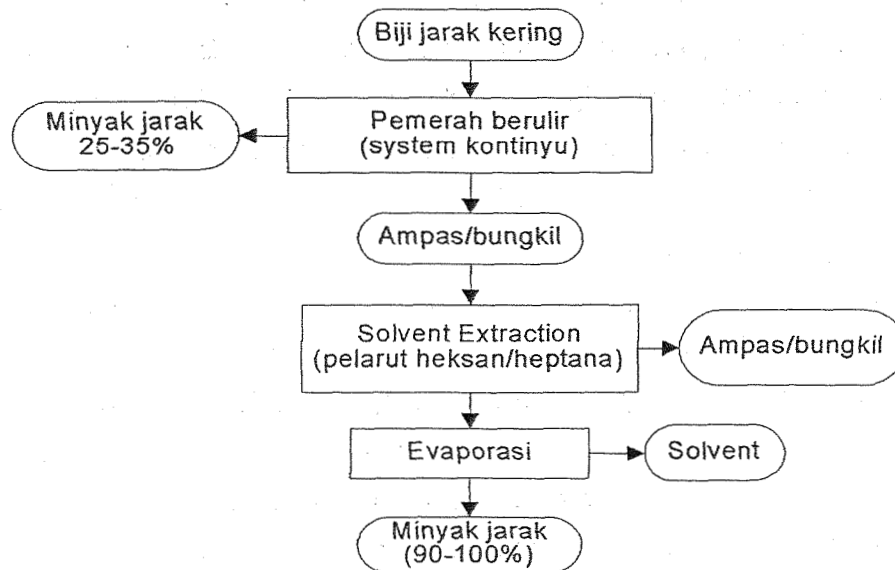 Biji jarak kering
Minyak jarak
25-35%
Pemerah berulir
(system kontinyu)
Ampas/bungkil
Solvent Extraction
(pelarut heksan/heptana)
Ampas/bungkil
Evaporasi
Solvent
Minyak jarak
(90-100%)